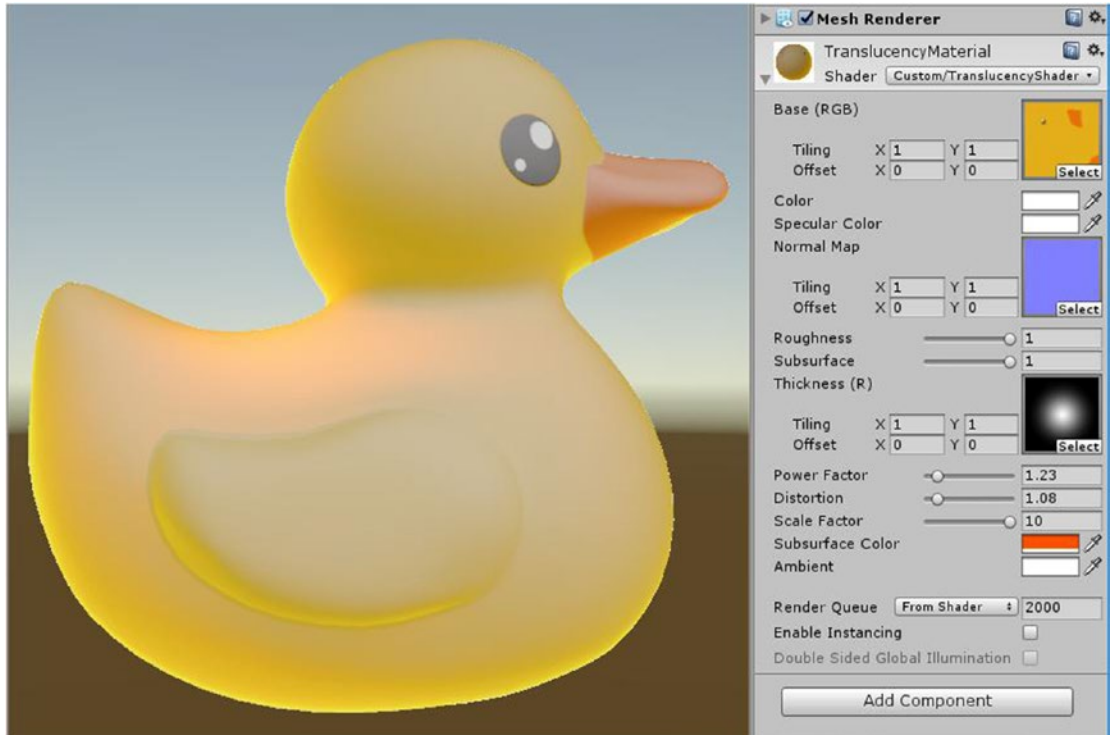 Mesh Renderer
TranslucencyMaterial
Shader Custom/TranslucencyShader
Base (RGB)
Tiling X 1 Y 1
Offset X 0 Y 0
Select
Color
Specular Color
Normal Map
Tiling X 1 Y 1
Offset X 0 Y 0
Select
Roughness 1
Subsurface 1
Thickness (R)
Tiling X 1 Y 1
Offset X 0 Y 0
Select
Power Factor 1.23
Distortion 1.08
Scale Factor 10
Subsurface Color
Ambient
Render Queue From Shader 2000
Enable Instancing
Double Sided Global Illumination
Add Component